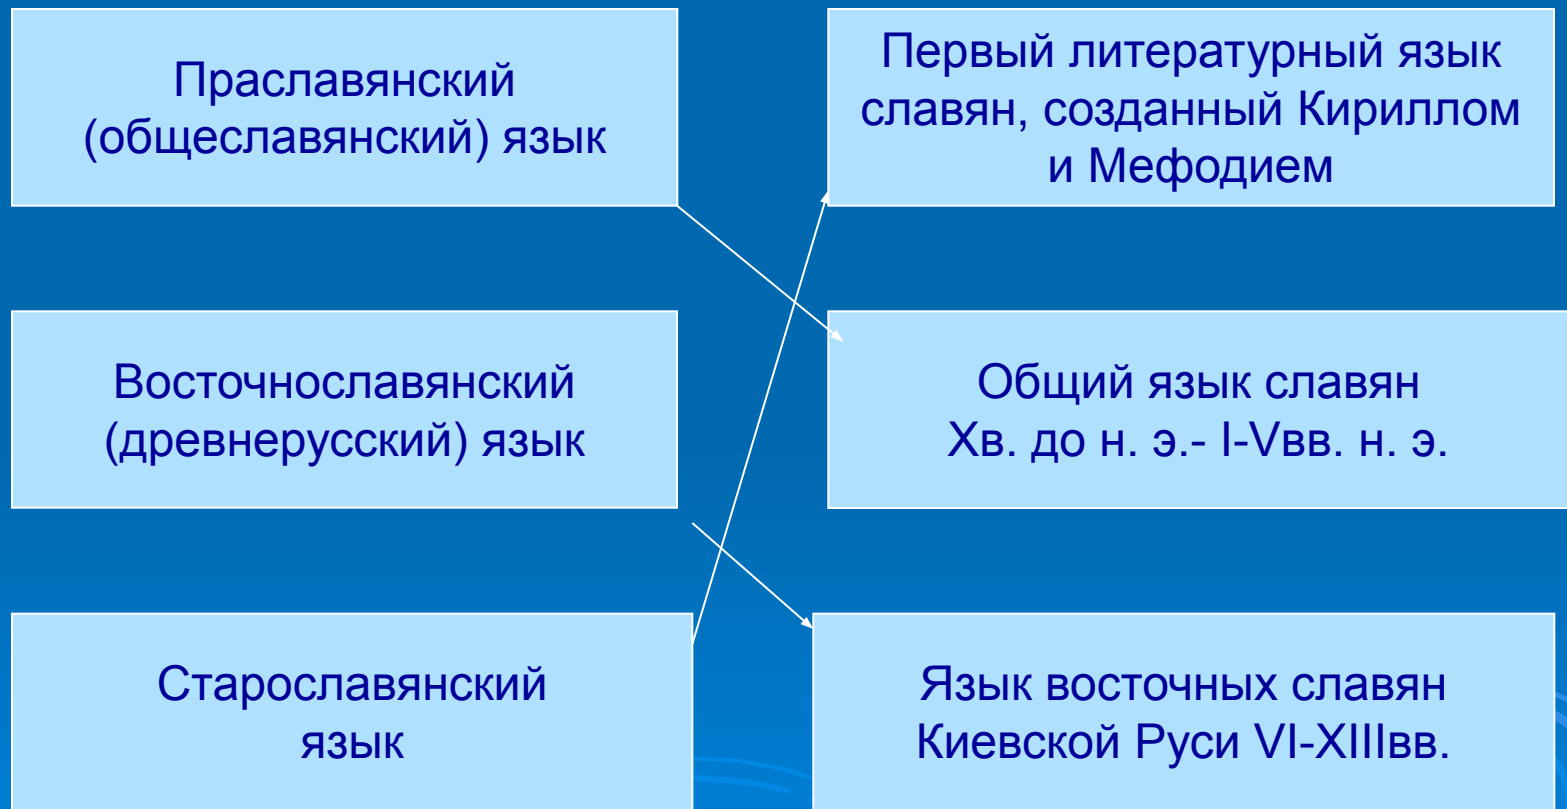 Праславянский
(общеславянский) язык
Первый литературный язык
славян, созданный Кириллом
и Мефодием
Восточнославянский
(древнерусский) язык
Общий язык славян
Xв. до н. э.- I-Vвв. н. э.
Старославянский
язык
Язык восточных славян
Киевской Руси VI-XIIIвв.